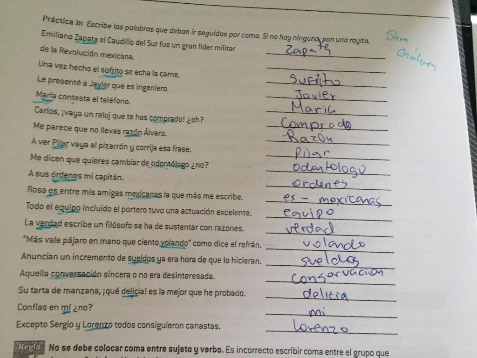 Práctica »» Escribe las palabras que deban ir seguidas por coma. Si no hay ninguna pon una rayita.
Emiliano Zapata el Caudillo del Sur fue un gran líder militar
de la Revolución mexicana. Zapata
Una vez hecho el sofrito se echa la carne. Sufrito
Le presenté a Javier que es ingeniero. Javier
María contesta el teléfono. Maria
Carlos, ¡vaya un reloj que te has comprado! ¿eh? Comprado
Me parece que no llevas razón Álvaro. Razón
A ver Pilar vaya al pizarrón y corrija esa frase. Pilar
Me dicen que quieres cambiar de odontólogo ¿no? odontologo
A sus órdenes mi capitán. ordenes
Rosa es entre mis amigas mexicanas la que más me escribe. es - mexicanas
Todo el equipo incluido el portero tuvo una actuación excelente. equipo
La verdad escribe un filósofo se ha de sustentar con razones. verdad
"Más vale pájaro en mano que ciento volando" como dice el refrán. volando
Anuncian un incremento de sueldos ya era hora de que lo hicieran. sueldos
Aquella conversación sincera o no era desinteresada. conservación
Su tarta de manzana, ¡qué delicia! es la mejor que he probado. delitia
Confías en mí ¿no? mi
Excepto Sergio y Lorenzo todos consiguieron canastas. Lorenzo
Regla No se debe colocar coma entre sujeto y verbo. Es incorrecto escribir coma entre el grupo que